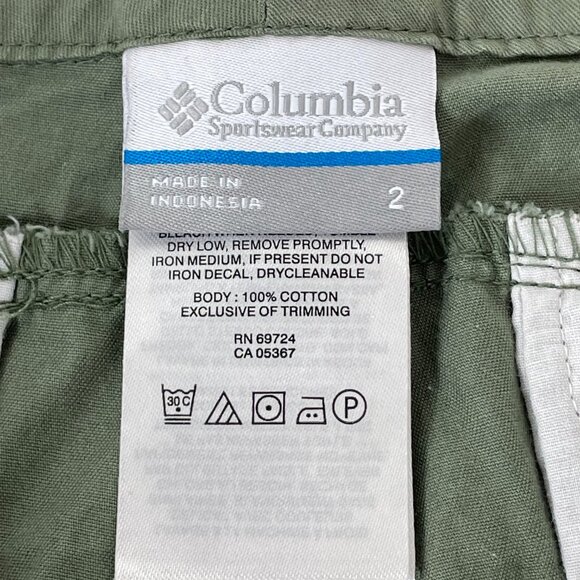 Columbia
Sportswear Company
MADE IN
INDONESIA
2
DRY LOW, REMOVE PROMPTLY,
IRON MEDIUM, IF PRESENT DO NOT
IRON DECAL, DRYCLEANABLE
BODY : 100% COTTON
EXCLUSIVE OF TRIMMING
RN 69724
CA 05367
30 C
P